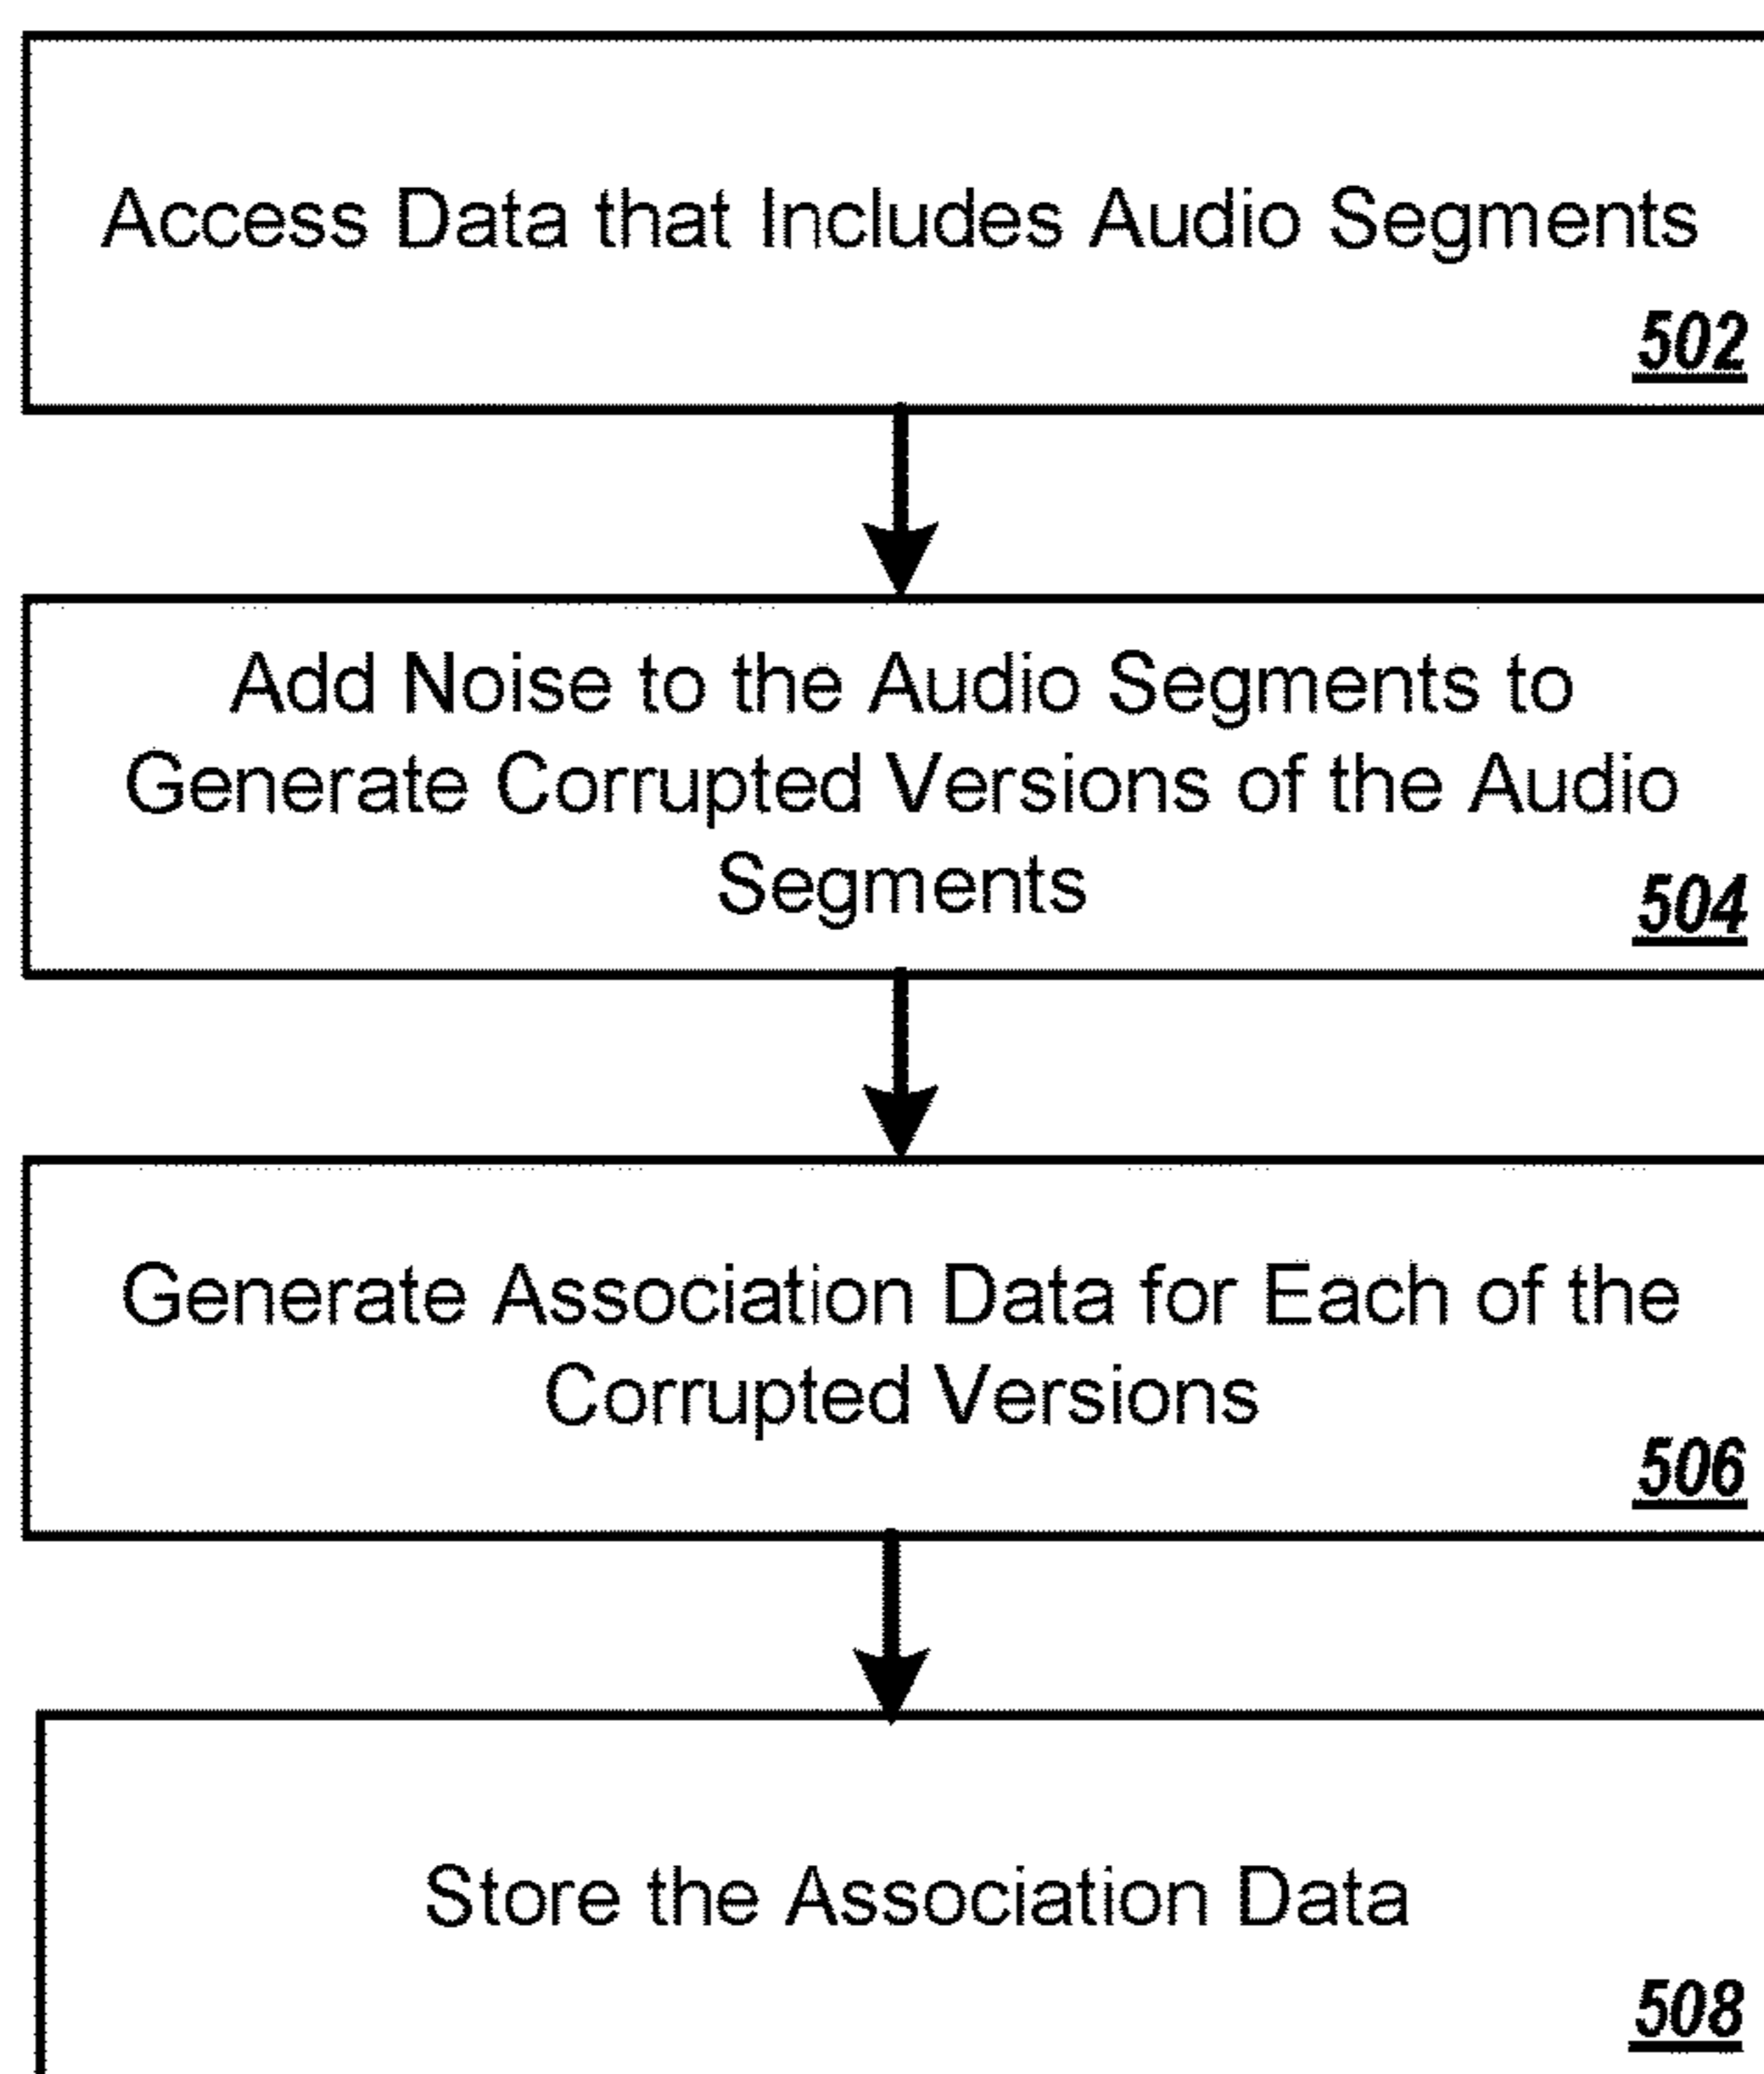 Access Data that Includes Audio Segments
502
Add Noise to the Audio Segments to
Generate Corrupted Versions of the Audio
Segments
504
Generate Association Data for Each of the
Corrupted Versions
506
Store the Association Data
508